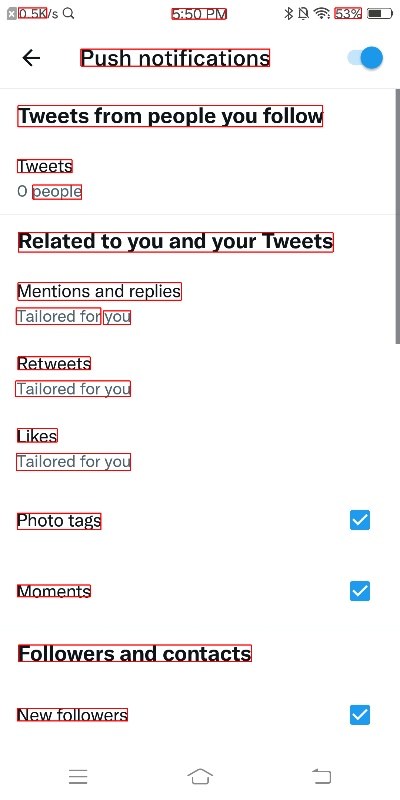 0.5K/s 5:50 PM 53%
Push notifications
Tweets from people you follow
Tweets
0 people
Related to you and your Tweets
Mentions and replies
Tailored for you
Retweets
Tailored for you
Likes
Tailored for you
Photo tags
Moments
Followers and contacts
New followers